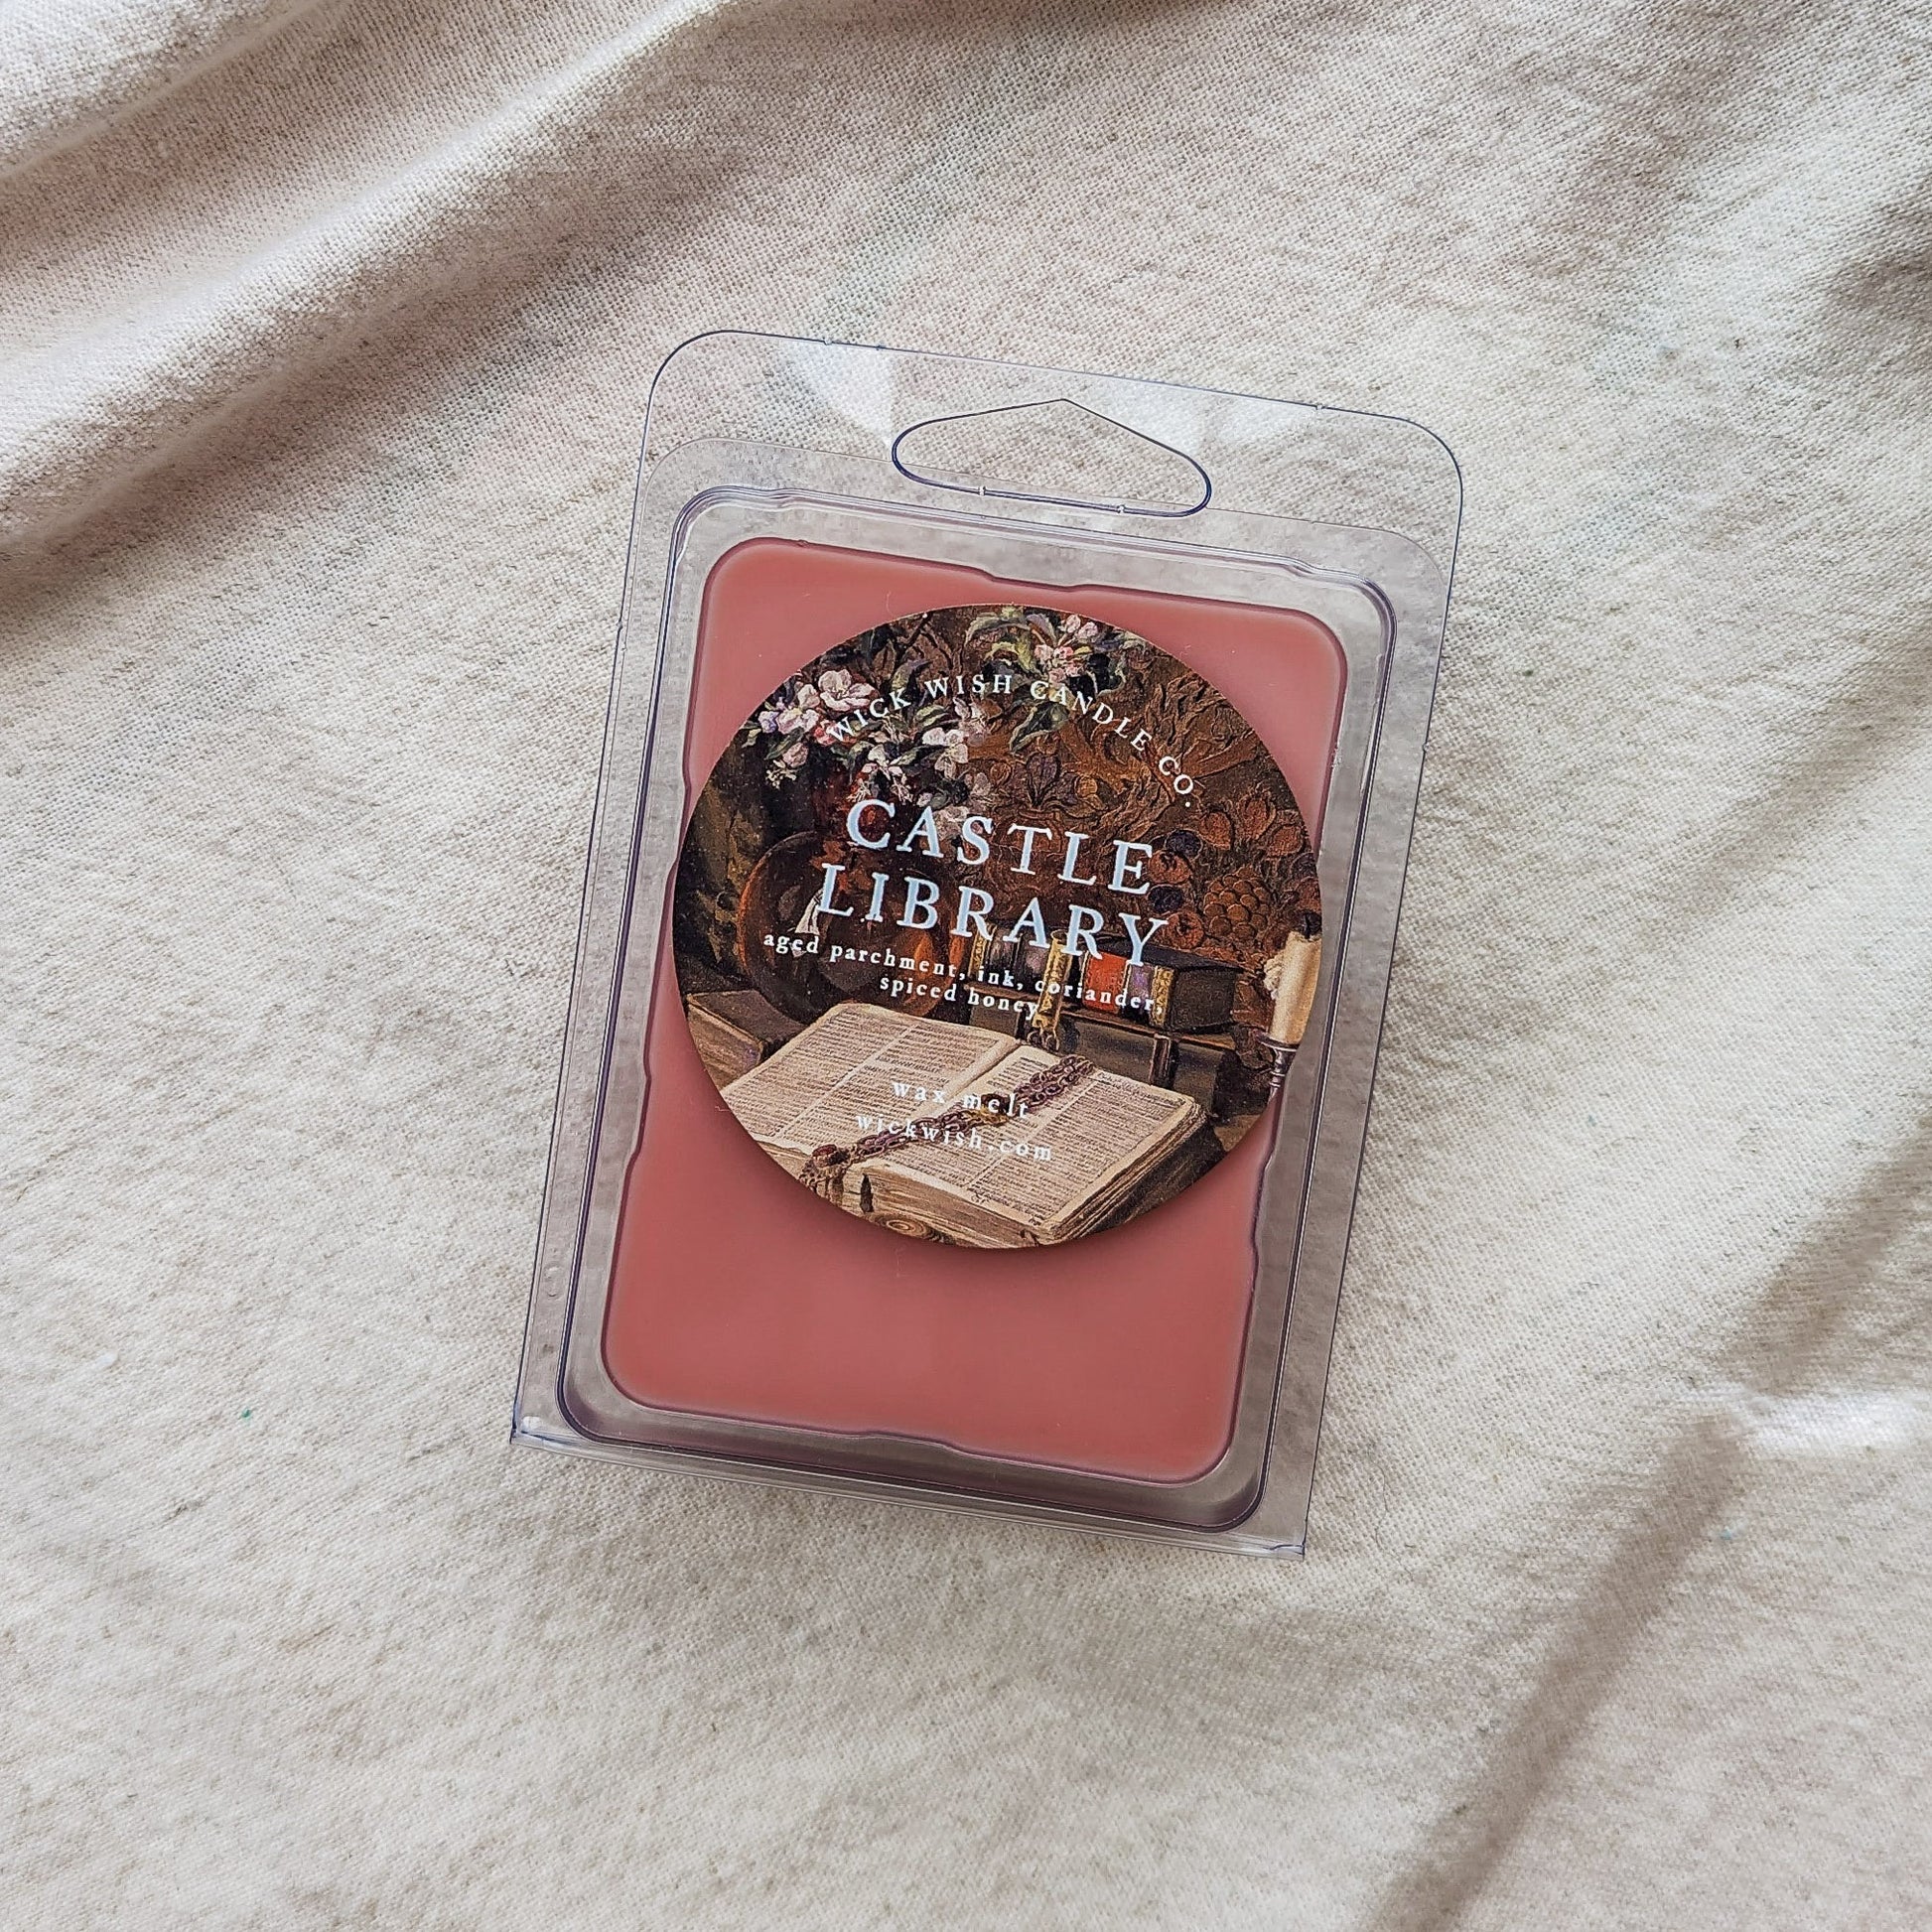 WICK WISH CANDLE CO.
CASTLE
LIBRARY
aged parchment, ink, coriander,
spiced honey
wax melt
wickwish.com